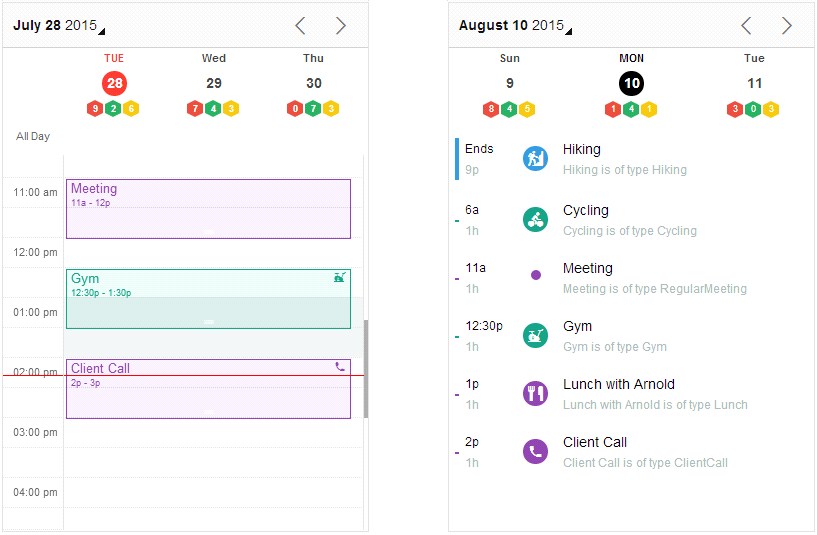 July 28 2015
TUE Wed Thu
28 29 30
9 2 6 7 4 3 0 7 3
All Day
11:00 am
Meeting
11a - 12p
12:00 pm
Gym
12:30p - 1:30p
01:00 pm
Client Call
02:00 pm
2p - 3p
03:00 pm
04:00 pm
August 10 2015
Sun MON Tue
9 10 11
8 4 5 1 4 1 3 0 3
Ends Hiking
9p Hiking is of type Hiking
6a Cycling
1h Cycling is of type Cycling
11a Meeting
1h Meeting is of type RegularMeeting
12:30p Gym
1h Gym is of type Gym
1p Lunch with Arnold
1h Lunch with Arnold is of type Lunch
2p Client Call
1h Client Call is of type ClientCall